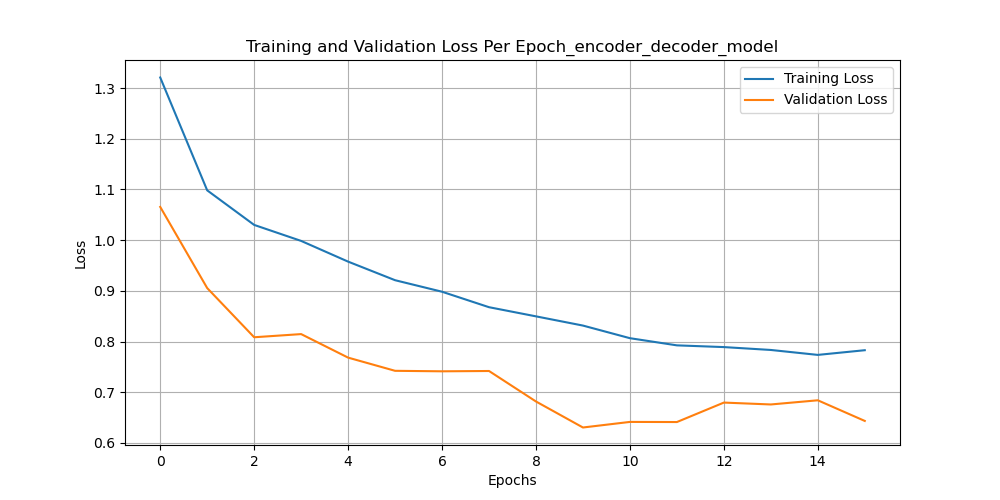 Training and Validation Loss Per Epoch_encoder_decoder_model
Training Loss
Validation Loss
1.3
1.2
1.1
1.0
0.9
0.8
0.7
0.6
Loss
0 2 4 6 8 10 12 14
Epochs